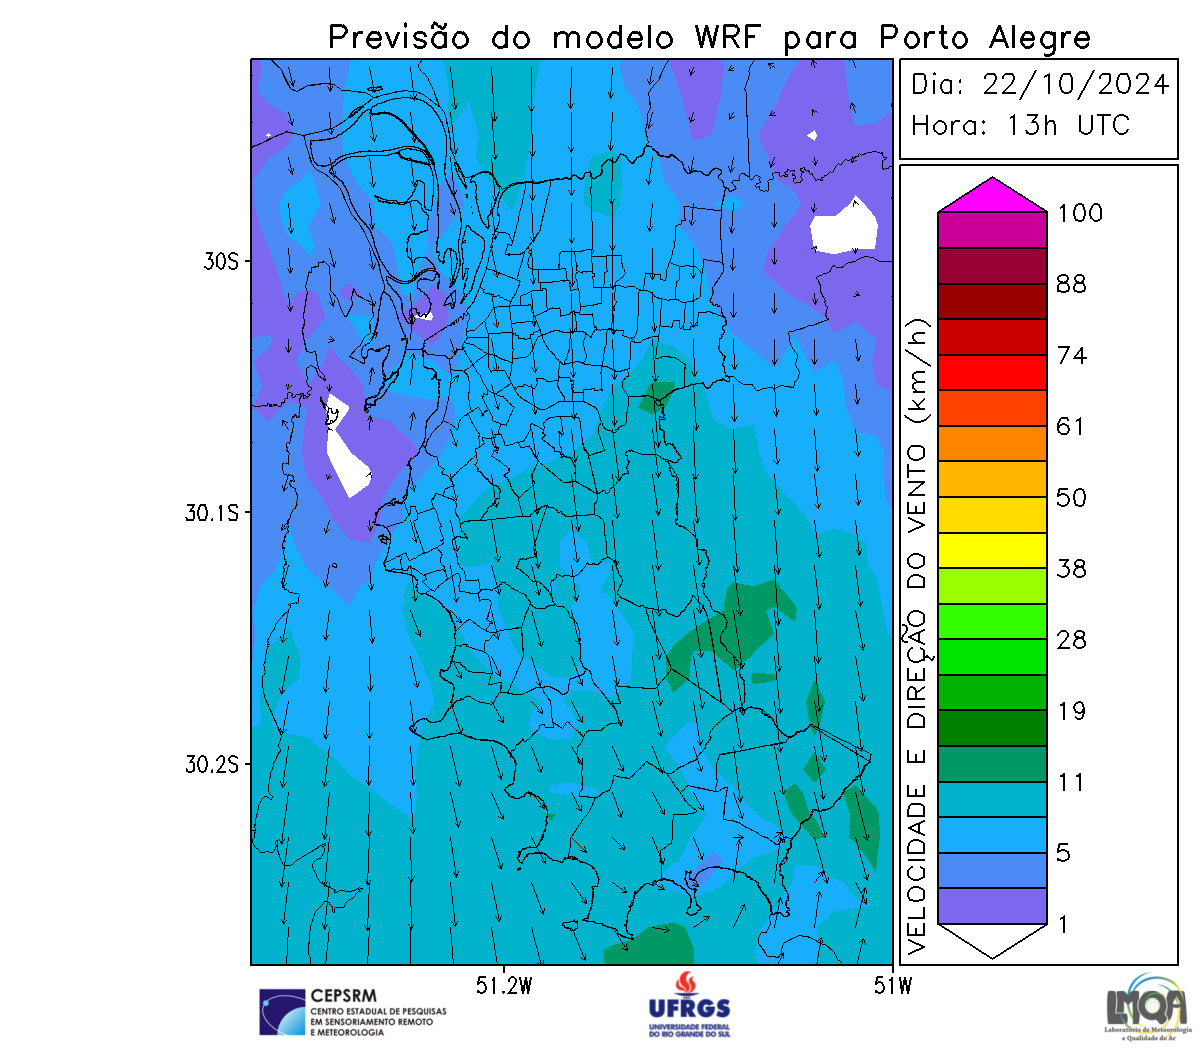 Previsão do modelo WRF para Porto Alegre
Dia: 22/10/2024
Hora: 13h UTC
30S
30.1S
30.2S
51.2W
51W
VELOCIDADE E DIREÇÃO DO VENTO (km/h)
100
88
74
61
50
38
28
19
11
5
1
CEPSRM
CENTRO ESTADUAL DE PESQUISAS
EM SENSORIAMENTO REMOTO
E METEOROLOGIA
UFRGS
UNIVERSIDADE FEDERAL
DO RIO GRANDE DO SUL
LMQA
Laboratório de Meteorologia
e Qualidade do Ar